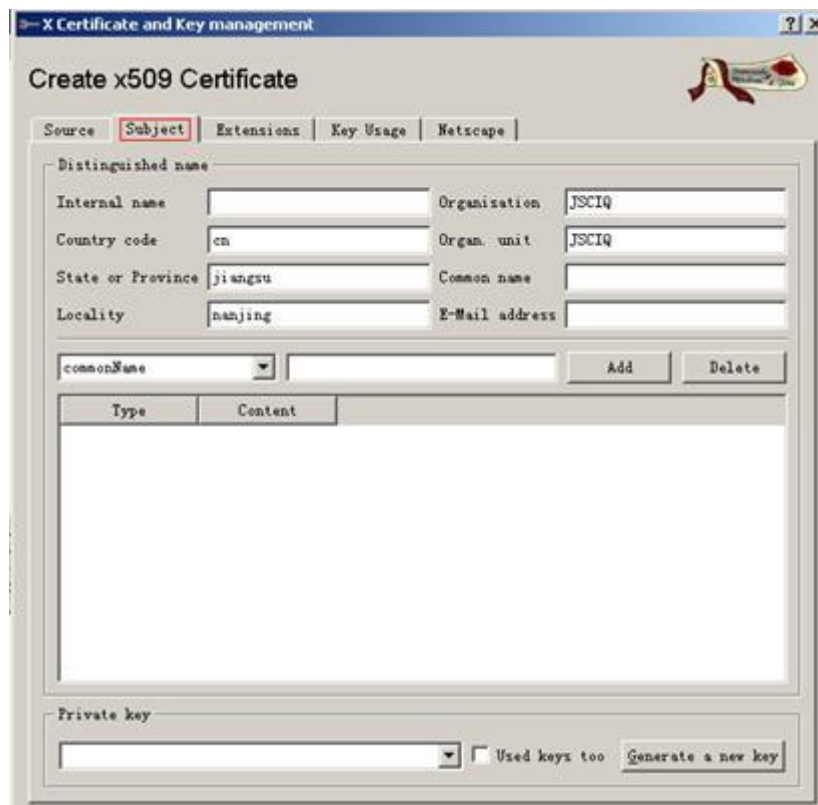 X Certificate and Key management
Create x509 Certificate
Source Subject Extensions Key Usage Netscape
Distinguished name
Internal name Organisation JSCIQ
Country code cn Organ. unit JSCIQ
State or Province jiangsu Common name
Locality nanjing E-Mail address
commonName Add Delete
Type Content
Private key
Used keys too Generate a new key